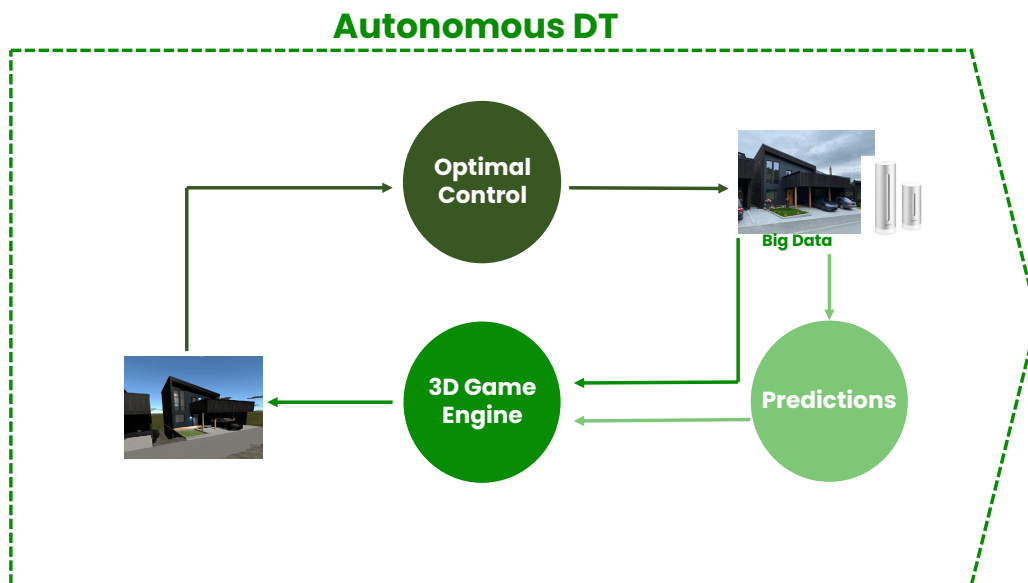 Autonomous DT
Optimal
Control
Big Data
3D Game
Engine
Predictions